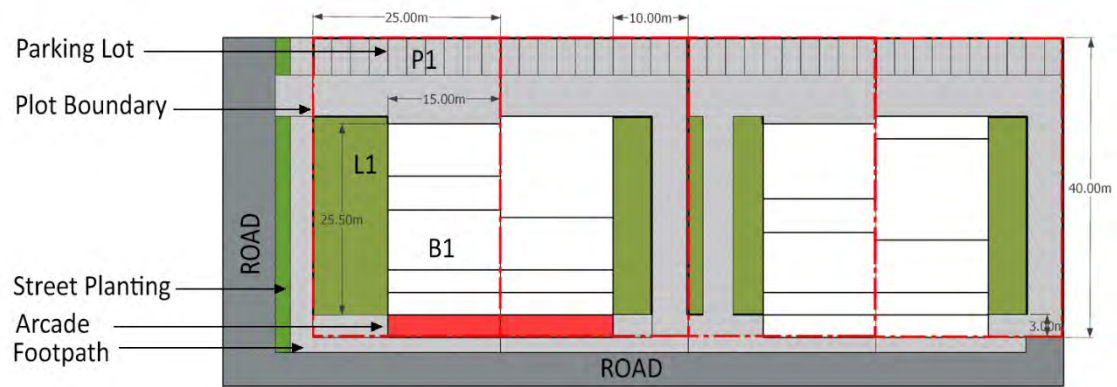 25.00m
10.00m
Parking Lot
P1
Plot Boundary
15.00m
L1
40.00m
25.50m
ROAD
B1
Street Planting
Arcade
3.00m
Footpath
ROAD